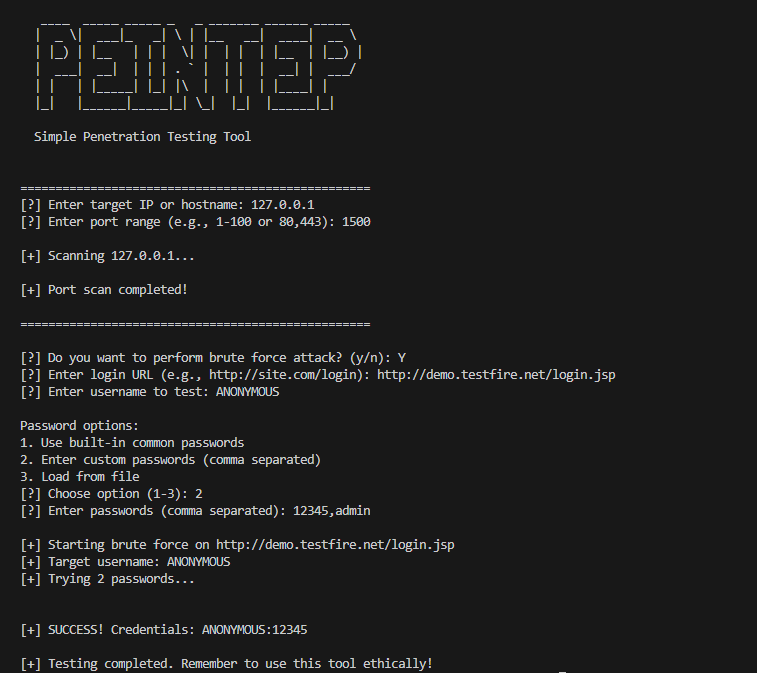 Simple Penetration Testing Tool
==================================================
[?] Enter target IP or hostname: 127.0.0.1
[?] Enter port range (e.g., 1-100 or 80,443): 1500
[+] Scanning 127.0.0.1...
[+] Port scan completed!
==================================================
[?] Do you want to perform brute force attack? (y/n): Y
[?] Enter login URL (e.g., http://site.com/login): http://demo.testfire.net/login.jsp
[?] Enter username to test: ANONYMOUS
Password options:
1. Use built-in common passwords
2. Enter custom passwords (comma separated)
3. Load from file
[?] Choose option (1-3): 2
[?] Enter passwords (comma separated): 12345,admin
[+] Starting brute force on http://demo.testfire.net/login.jsp
[+] Target username: ANONYMOUS
[+] Trying 2 passwords...
[+] SUCCESS! Credentials: ANONYMOUS:12345
[+] Testing completed. Remember to use this tool ethically!